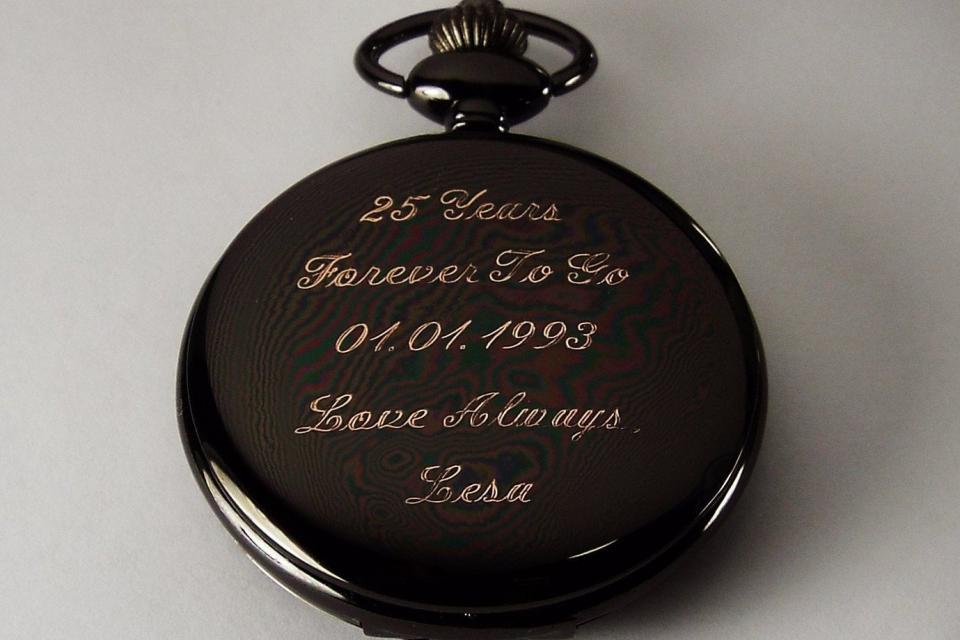 25 Years
Forever To Go
01.01.1993
Love Always,
Lesa